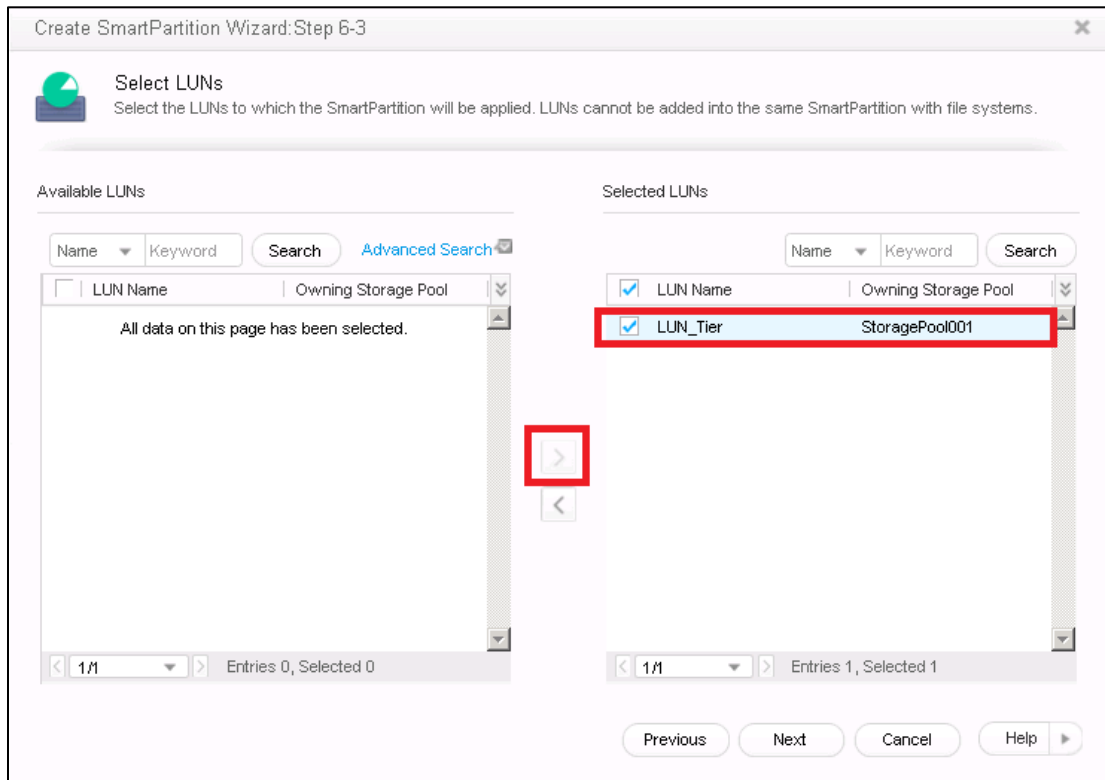 Create SmartPartition Wizard:Step 6-3
Select LUNs
Select the LUNs to which the SmartPartition will be applied. LUNs cannot be added into the same SmartPartition with file systems.
Available LUNs
Name Keyword Search Advanced Search
LUN Name Owning Storage Pool
All data on this page has been selected.
1/1 Entries 0, Selected 0
Selected LUNs
Name Keyword Search
LUN Name Owning Storage Pool
LUN_Tier StoragePool001
1/1 Entries 1, Selected 1
Previous Next Cancel Help